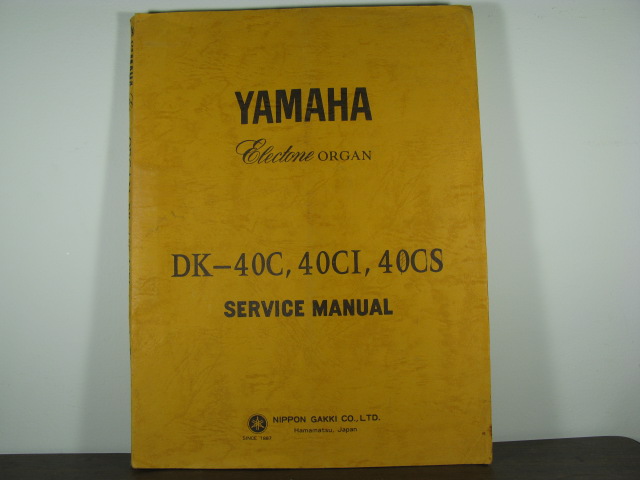 YAMAHA
Electone ORGAN
DK-40C, 40CI, 40CS
SERVICE MANUAL
NIPPON GAKKI CO., LTD.
Hamamatsu, Japan
SINCE 1887